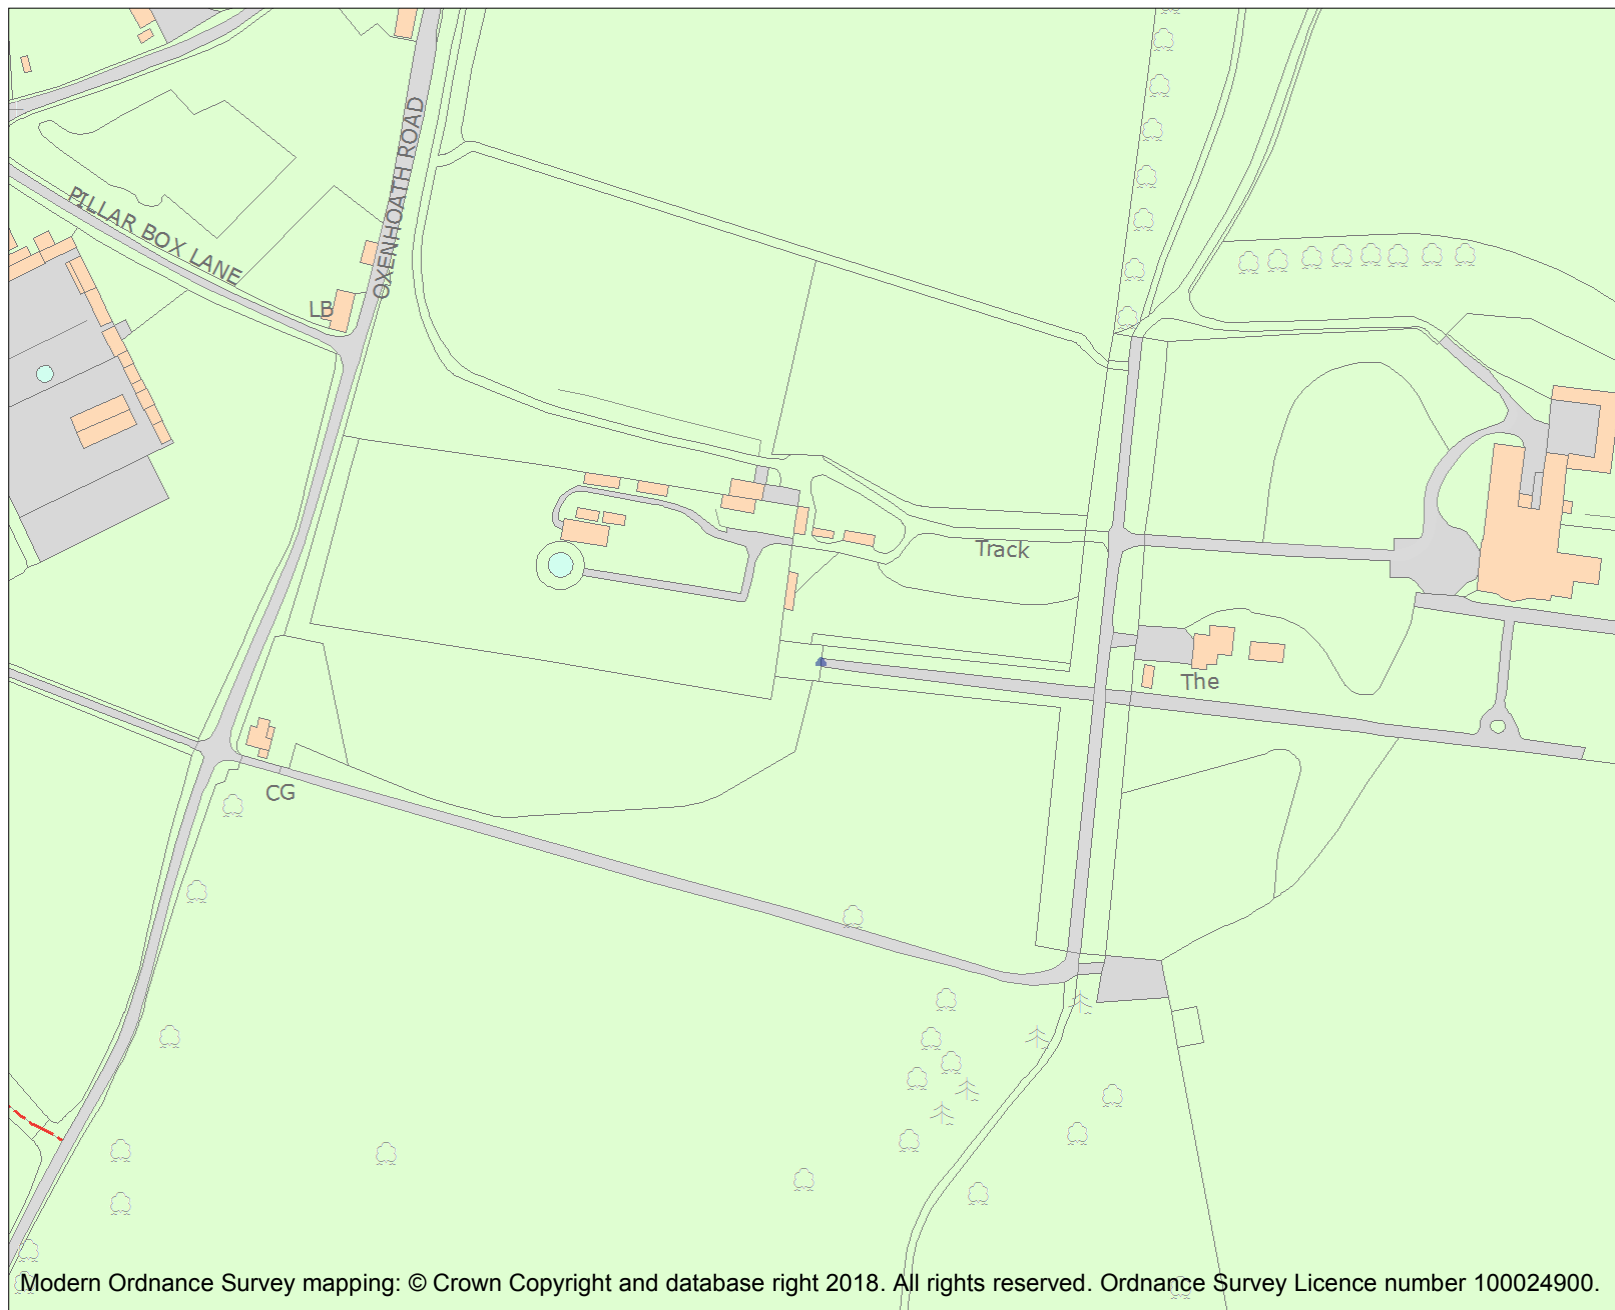 OXENHOATH ROAD
PILLAR BOX LANE
LB
Track
The
CG
Modern Ordnance Survey mapping: © Crown Copyright and database right 2018. All rights reserved. Ordnance Survey Licence number 100024900.